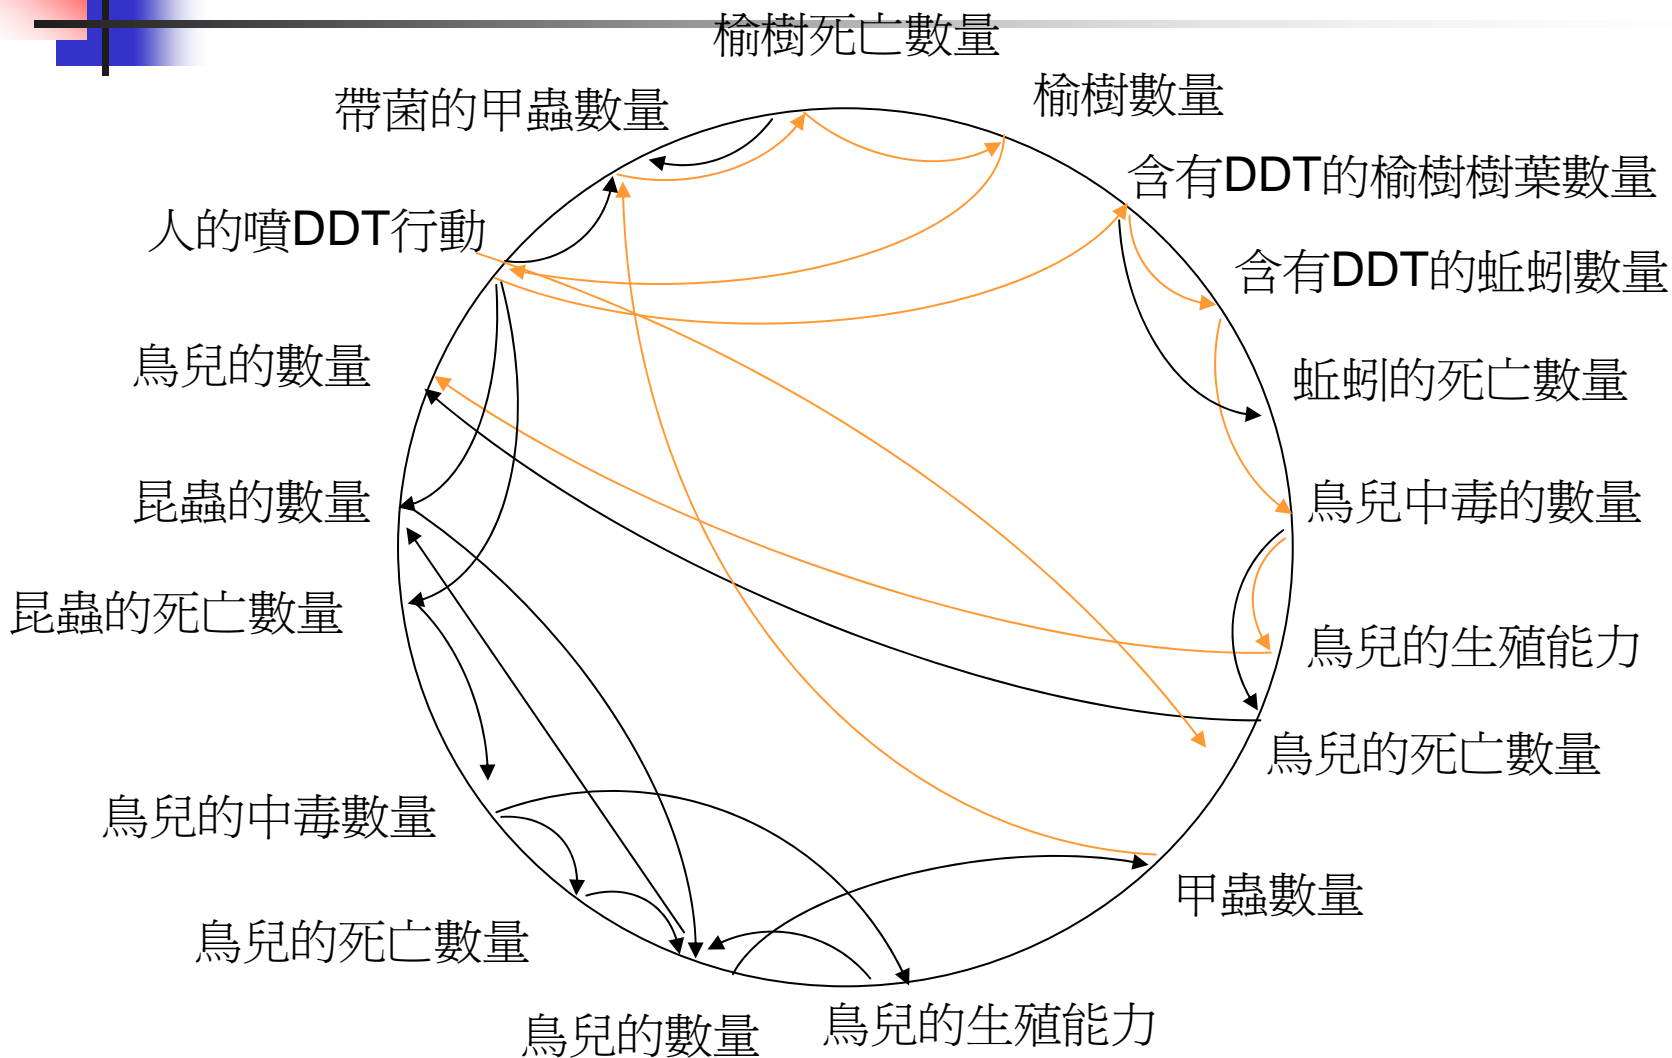 榆樹死亡數量
榆樹數量
帶菌的甲蟲數量
含有DDT的榆樹樹葉數量
人的噴DDT行動
含有DDT的蚯蚓數量
鳥兒的數量
蚯蚓的死亡數量
昆蟲的數量
鳥兒中毒的數量
昆蟲的死亡數量
鳥兒的生殖能力
鳥兒的死亡數量
鳥兒的中毒數量
甲蟲數量
鳥兒的死亡數量
鳥兒的生殖能力
鳥兒的數量